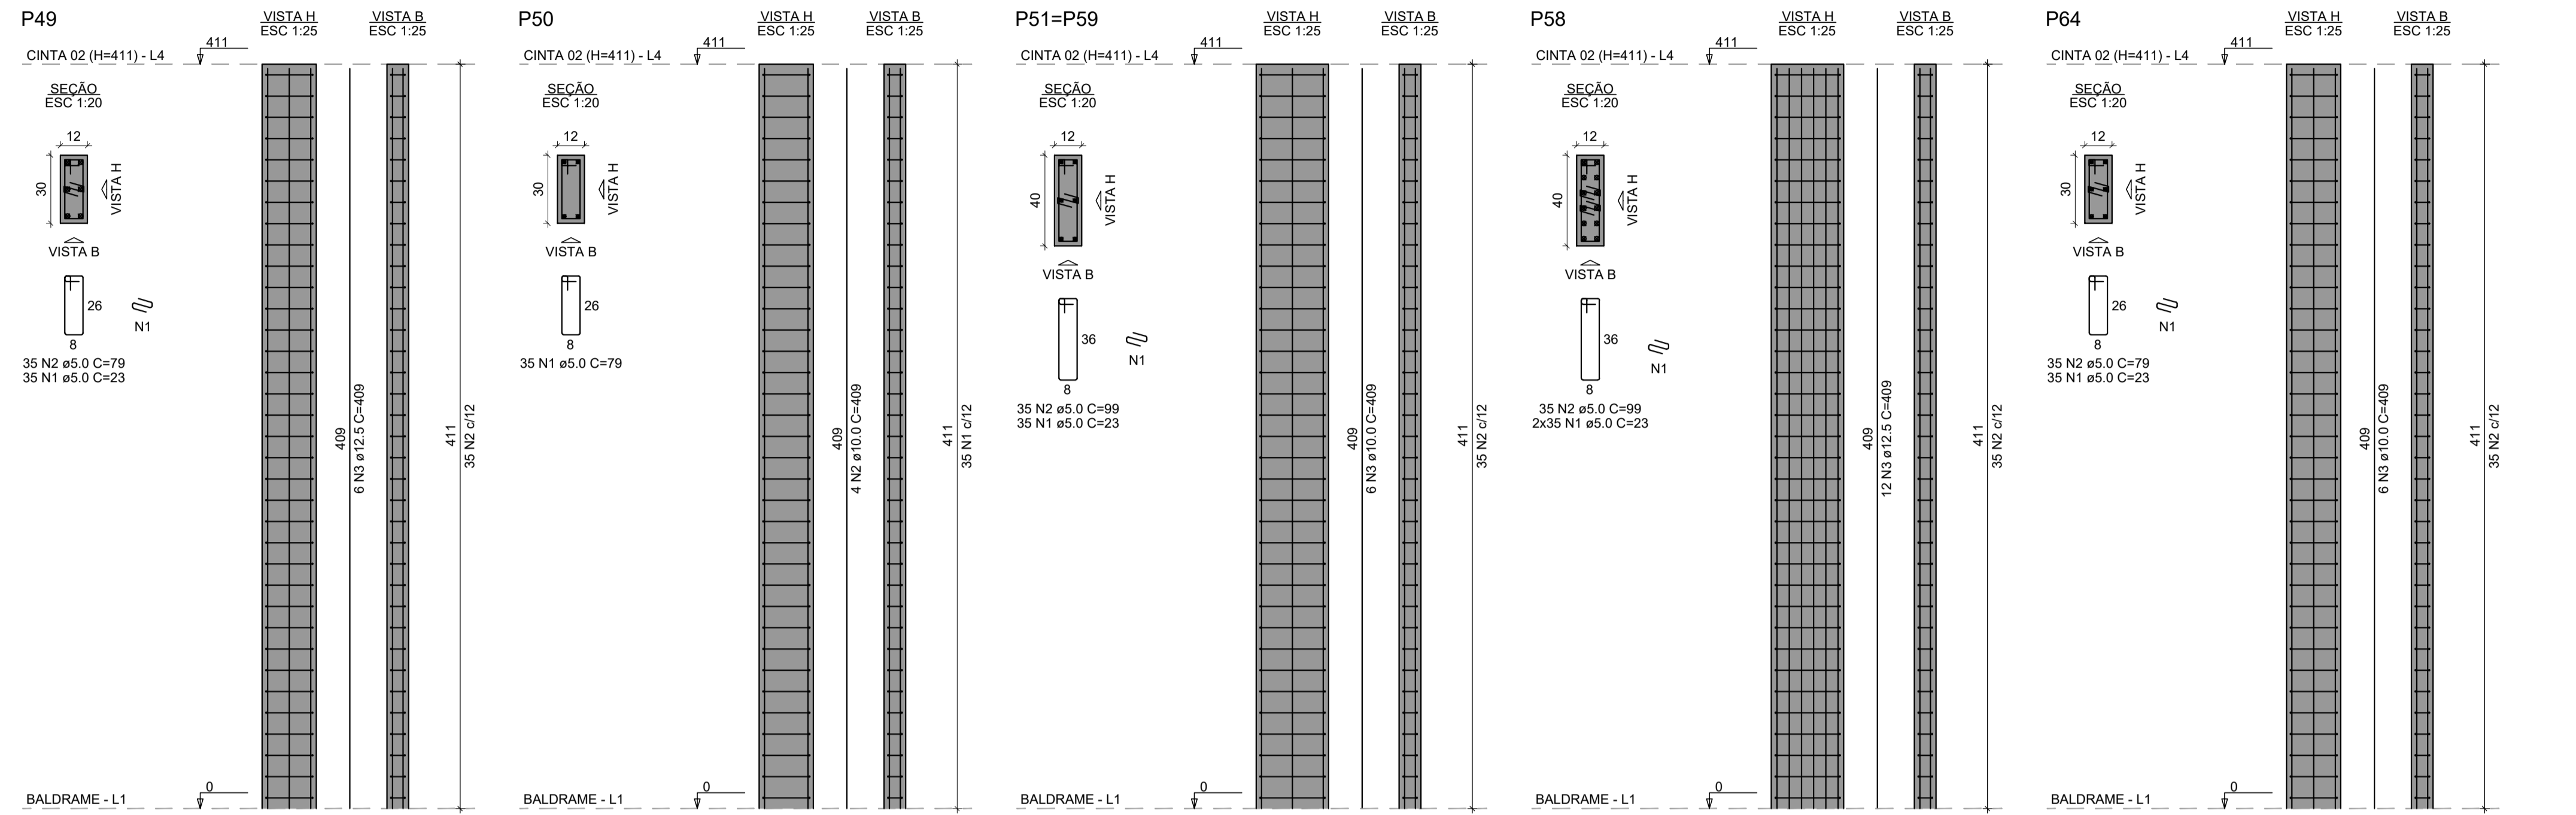 P49
VISTA H
ESC 1:25
VISTA B
ESC 1:25
CINTA 02 (H=411) - L4
411
SEÇÃO
ESC 1:20
12
30
VISTA H
VISTA B
26
8
N1
35 N2 ø5.0 C=79
35 N1 ø5.0 C=23
409
6 N3 ø12.5 C=409
411
35 N2 c/12
0
BALDRAME - L1
P50
VISTA H
ESC 1:25
VISTA B
ESC 1:25
CINTA 02 (H=411) - L4
411
SEÇÃO
ESC 1:20
12
30
VISTA H
VISTA B
26
8
35 N1 ø5.0 C=79
409
4 N2 ø10.0 C=409
411
35 N1 c/12
0
BALDRAME - L1
P51=P59
VISTA H
ESC 1:25
VISTA B
ESC 1:25
CINTA 02 (H=411) - L4
411
SEÇÃO
ESC 1:20
12
40
VISTA H
VISTA B
36
8
N1
35 N2 ø5.0 C=99
35 N1 ø5.0 C=23
409
6 N3 ø10.0 C=409
411
35 N2 c/12
0
BALDRAME - L1
P58
VISTA H
ESC 1:25
VISTA B
ESC 1:25
CINTA 02 (H=411) - L4
411
SEÇÃO
ESC 1:20
12
40
VISTA H
VISTA B
36
8
N1
35 N2 ø5.0 C=99
2x35 N1 ø5.0 C=23
409
12 N3 ø12.5 C=409
411
35 N2 c/12
0
BALDRAME - L1
P64
VISTA H
ESC 1:25
VISTA B
ESC 1:25
CINTA 02 (H=411) - L4
411
SEÇÃO
ESC 1:20
12
30
VISTA H
VISTA B
26
8
N1
35 N2 ø5.0 C=79
35 N1 ø5.0 C=23
409
6 N3 ø10.0 C=409
411
35 N2 c/12
0
BALDRAME - L1